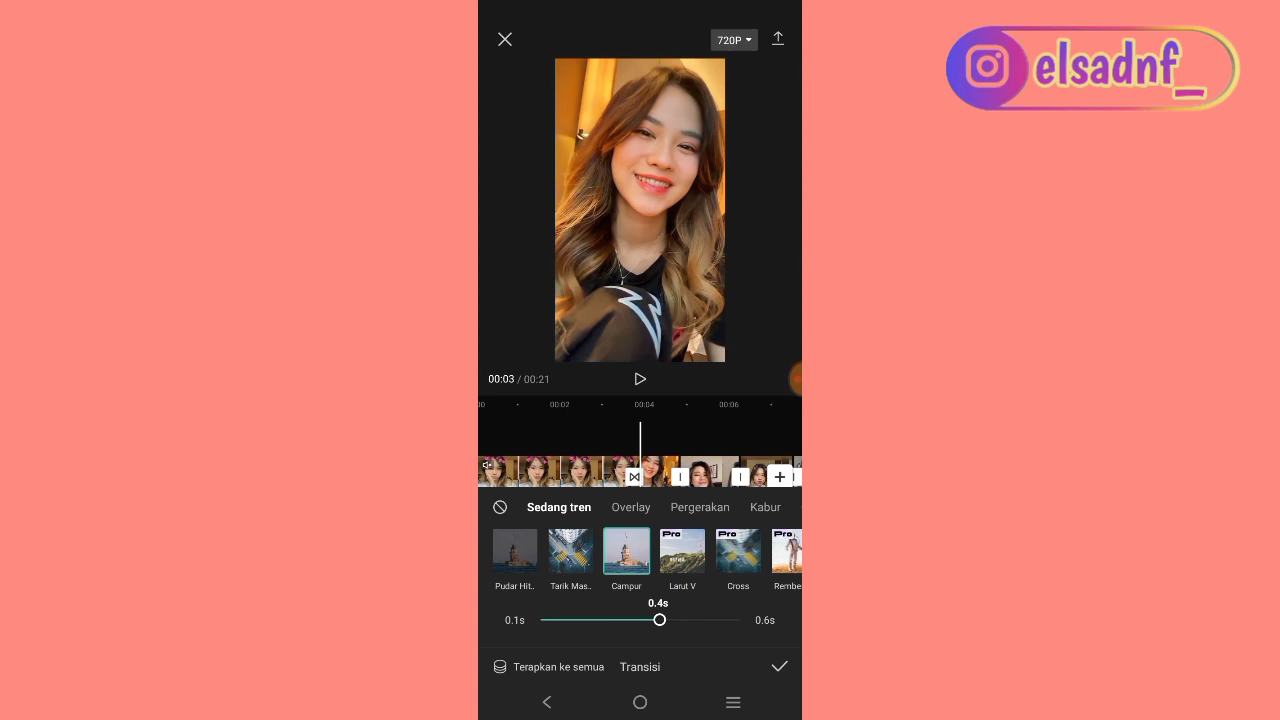 720P
elsadnf_
00:03 / 00:21
00:02
00:04
00:06
Sedang tren
Overlay
Pergerakan
Kabur
Pro
Pro
Pro
Pudar Hit..
Tarik Mas..
Campur
Larut V
Cross
Rembe
0.4s
0.1s
0.6s
Terapkan ke semua
Transisi